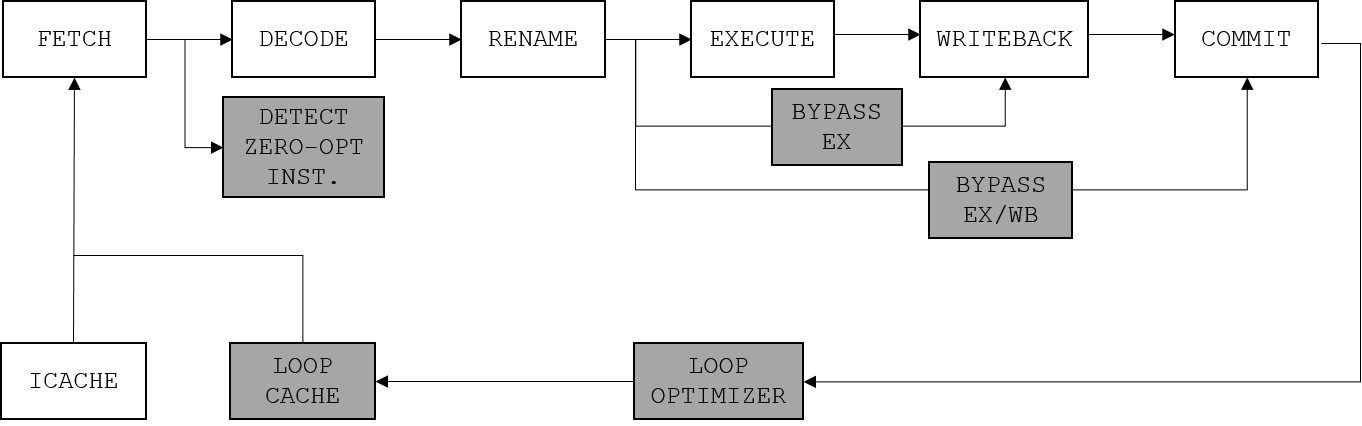 FETCH
DECODE
RENAME
EXECUTE
WRITEBACK
COMMIT
DETECT
ZERO-OPT
INST.
BYPASS
EX
BYPASS
EX/WB
ICACHE
LOOP
CACHE
LOOP
OPTIMIZER